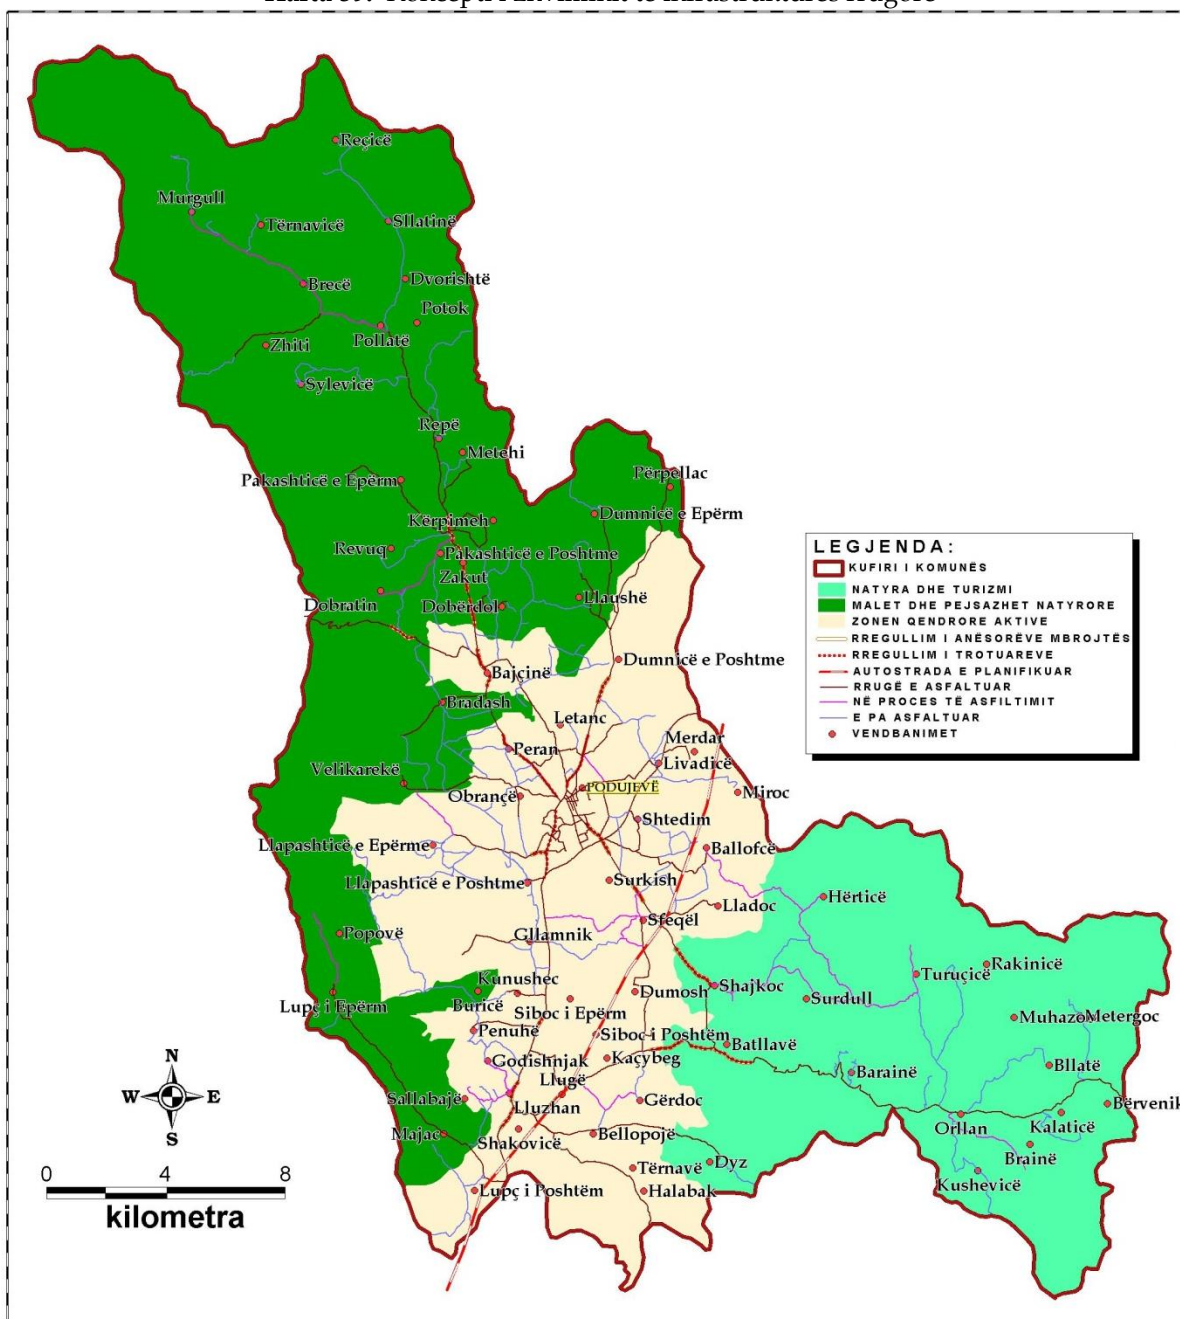 Reçicë
Murgull
Tërnavicë
Sllatinë
Brecë
Dvorishtë
Potok
Pollatë
Zhiti
Sylevicë
Repë
Metehi
Përpellac
Pakashticë e Epërm
Dumnicë e Epërm
Kërpimeh
Revuq
Pakashticë e Poshtme
Zakut
Dobratin
Dobërdol
Llaushë
Dumnicë e Poshtme
Bajçinë
Bradash
Letanc
Peran
Merdar
Livadicë
Velikarekë
Obrançë
PODUJEVË
Miroc
Shtedim
Llapashticë e Epërme
Ballofcë
Llapashticë e Poshtme
Surkish
Hërticë
Lladoc
Sfeqël
Popovë
Gllamnik
Rakinicë
Turuçicë
Kunushec
Lupç i Epërm
Buricë
Siboc i Epërm
Dumosh
Shajkoc
Surdull
Muhazob
Metergoc
Penuhë
Siboc i Poshtëm
Batllavë
Godishnjak
Kaçybeg
Barainë
Bllatë
Llugë
Sallabajë
Lluzhan
Gërdoc
Bërvenik
Orllan
Kalaticë
Majac
Shakovicë
Bellopojë
Brainë
Tërnavë
Dyz
Kushevicë
Lupç i Poshtëm
Halabak
LEGJENDA:
KUFIRI I KOMUNËS
NATYRA DHE TURIZMI
MALET DHE PEJSAZHET NATYRORE
ZONEN QENDRORE AKTIVE
RREGULLIM I ANËSORËVE MBROJTËS
RREGULLIM I TROTUAREVE
AUTOSTRADA E PLANIFIKUAR
RRUGË E ASFALTUAR
NË PROCES TË ASFILTIMIT
E PA ASFALTUAR
VENDBANIMET
N
W E
S
0 4 8
kilometra